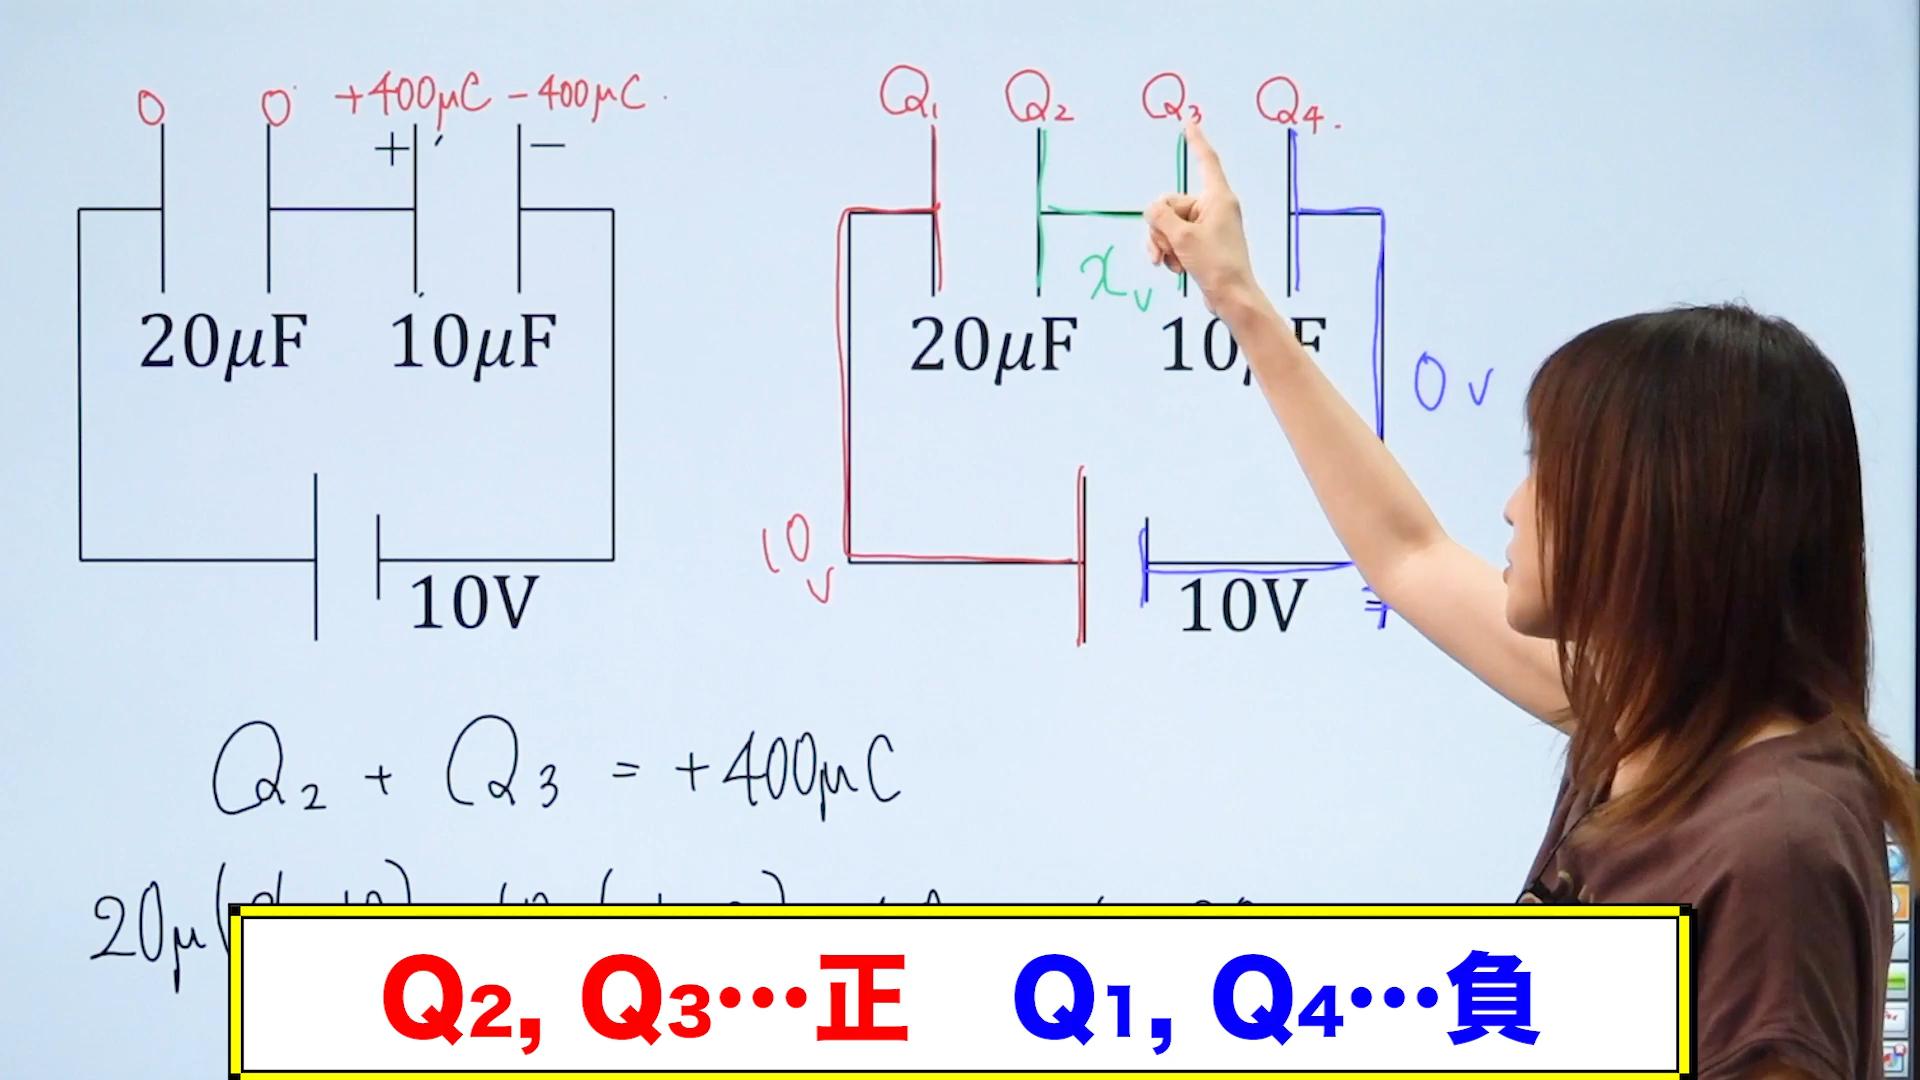 0 0 +400μC -400μC
+ -
20μF 10μF
10V
Q1 Q2 Q3 Q4
x v
20μF 10μF
0 v
10 v
10V
Q2 + Q3 = +400μC
20μ(
Q2, Q3…正 Q1, Q4…負